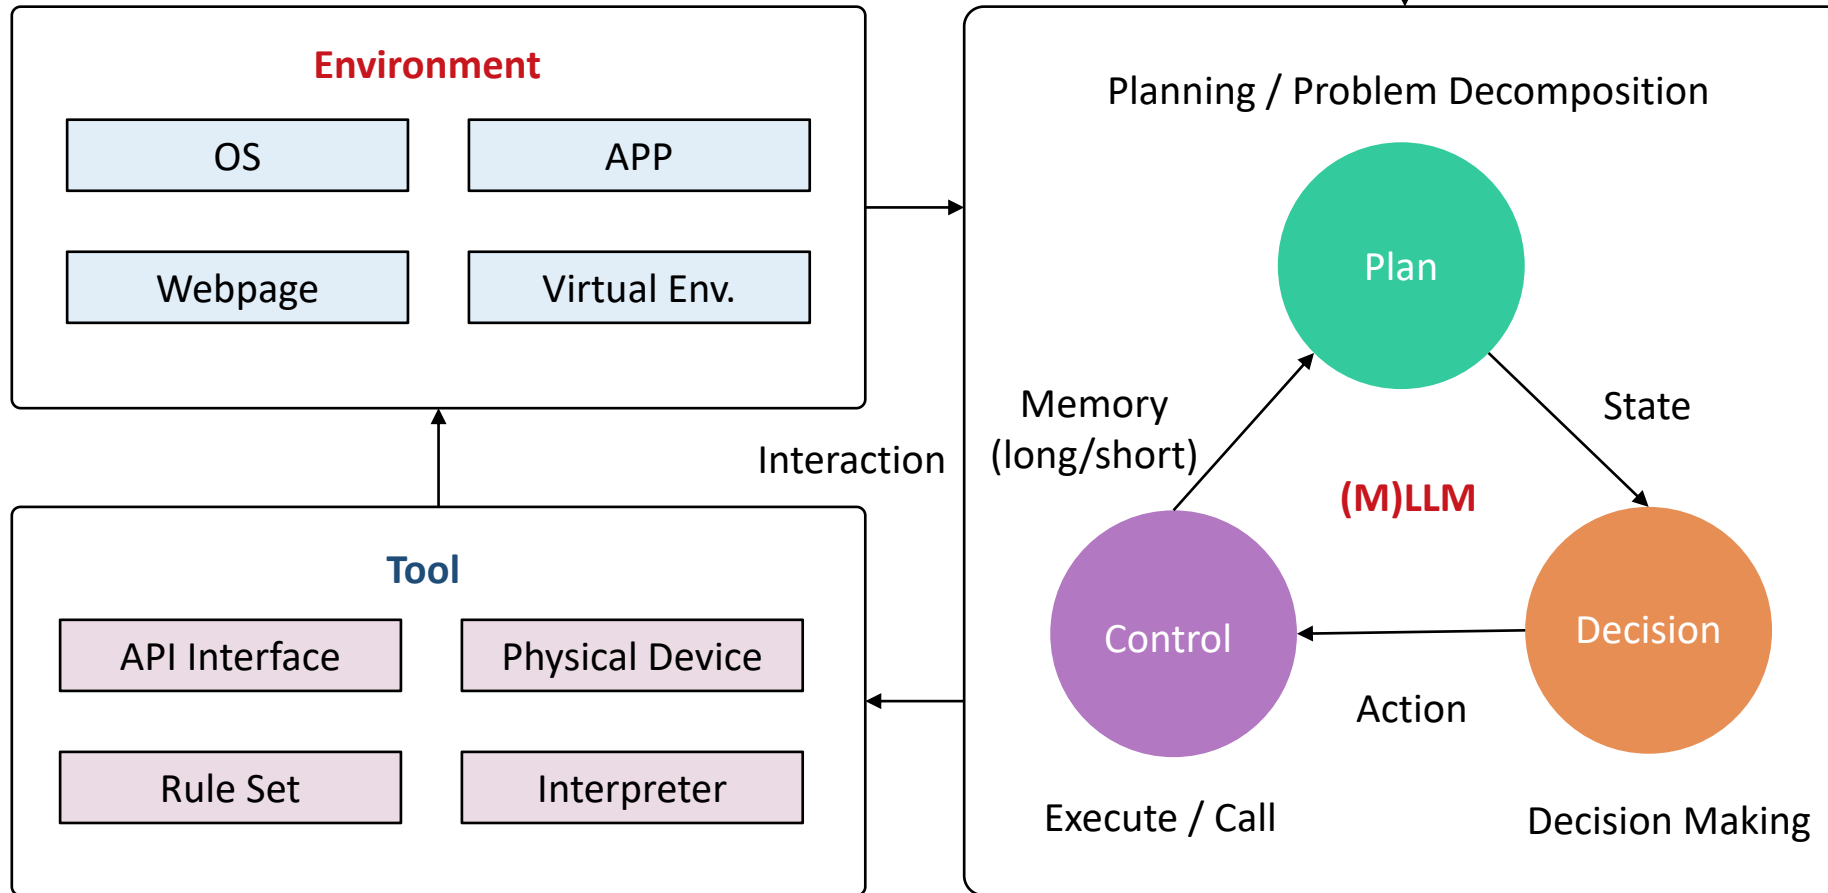 Environment
OS
APP
Webpage
Virtual Env.
Interaction
Tool
API Interface
Physical Device
Rule Set
Interpreter
Planning / Problem Decomposition
Plan
Memory
(long/short)
State
(M)LLM
Control
Decision
Action
Execute / Call
Decision Making